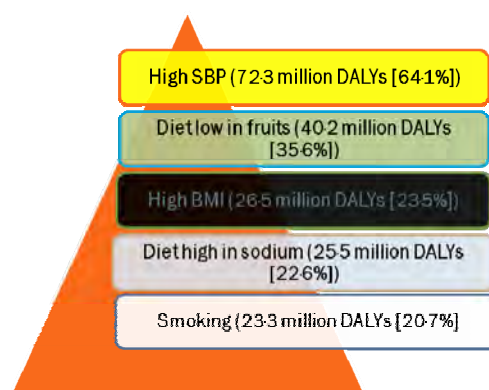 High SBP (72·3 million DALYs [64·1%])
Diet low in fruits (40·2 million DALYs
[35·6%])
High BMI (26·5 million DALYs [23·5%])
Diet high in sodium (25·5 million DALYs
[22·6%])
Smoking (23·3 million DALYs [20·7%]